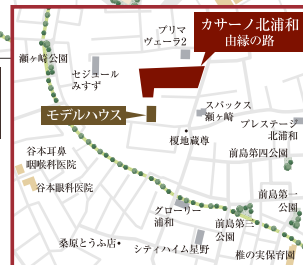 カサーノ北浦和
由縁の路
プリマ
ヴェーラ2
瀬ヶ崎公園
セジュール
みすず
モデルハウス
スパックス
瀬ヶ崎
プレステージ
北浦和
榎地蔵尊
前島第四公園
谷本耳鼻
咽喉科医院
谷本眼科医院
前島第一
公園
グローリー
浦和
前島第三
公園
桑原とうふ店
シティハイム星野
椎の実保育園